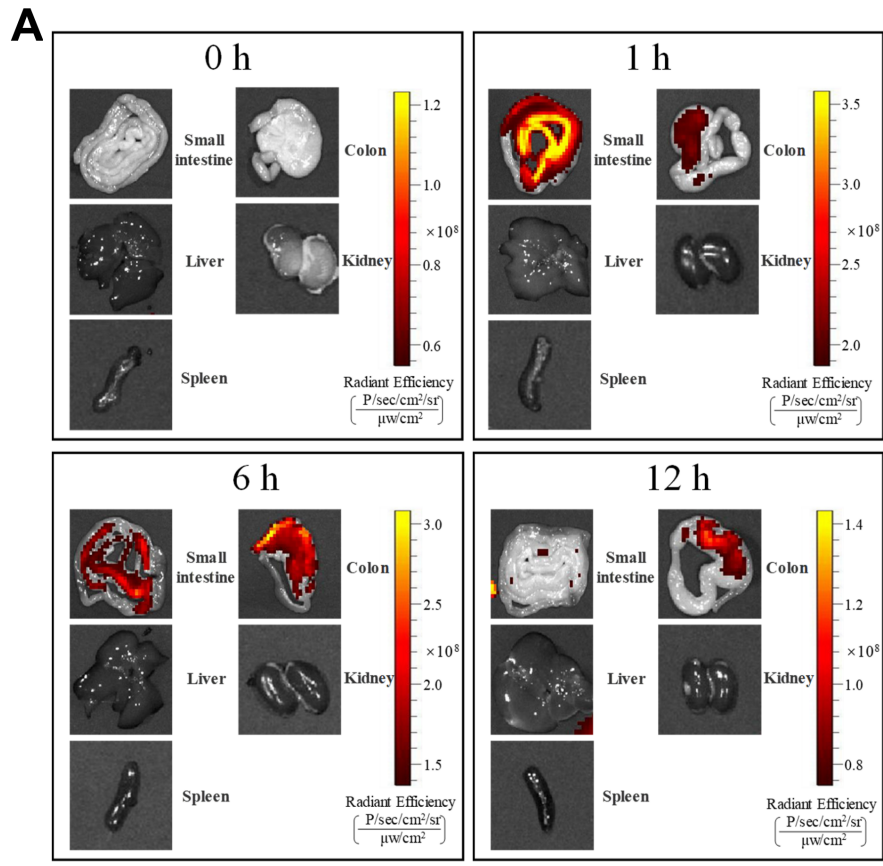 A
0 h
Small
intestine
Colon
Liver
Kidney
Spleen
1.2
1.0
×10⁸
0.8
0.6
Radiant Efficiency
P/sec/cm²/sr
μw/cm²
1 h
Small
intestine
Colon
Liver
Kidney
Spleen
3.5
3.0
×10⁸
2.5
2.0
Radiant Efficiency
P/sec/cm²/sr
μw/cm²
6 h
Small
intestine
Colon
Liver
Kidney
Spleen
3.0
2.5
×10⁸
2.0
1.5
Radiant Efficiency
P/sec/cm²/sr
μw/cm²
12 h
Small
intestine
Colon
Liver
Kidney
Spleen
1.4
1.2
×10⁸
1.0
0.8
Radiant Efficiency
P/sec/cm²/sr
μw/cm²